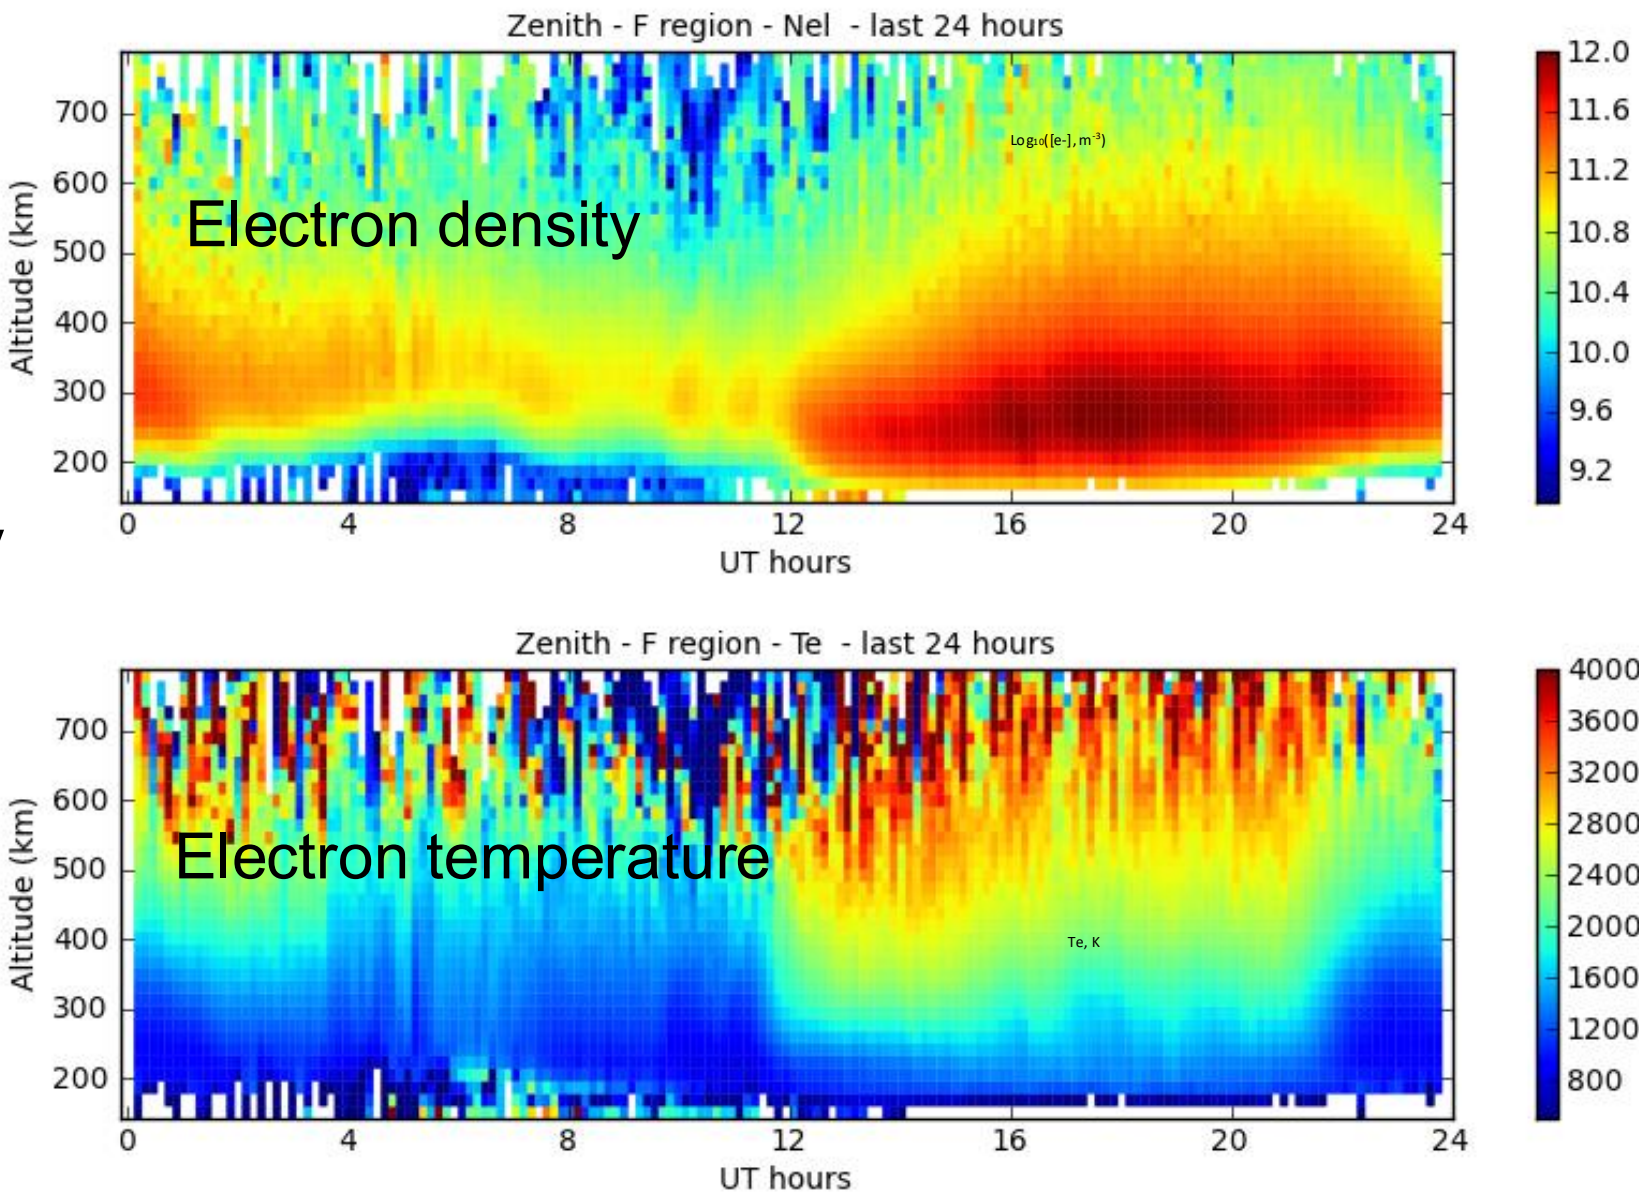 Zenith - F region - Nel - last 24 hours
12.0
700
11.6
Log10([e-], m-3)
600
11.2
Electron density
500
10.8
Altitude (km)
400
10.4
300
10.0
200
9.6
9.2
0 4 8 12 16 20 24
UT hours
Zenith - F region - Te - last 24 hours
4000
700
3600
600
3200
Electron temperature
500
2800
Altitude (km)
400
2400
Te, K
300
2000
200
1600
1200
800
0 4 8 12 16 20 24
UT hours